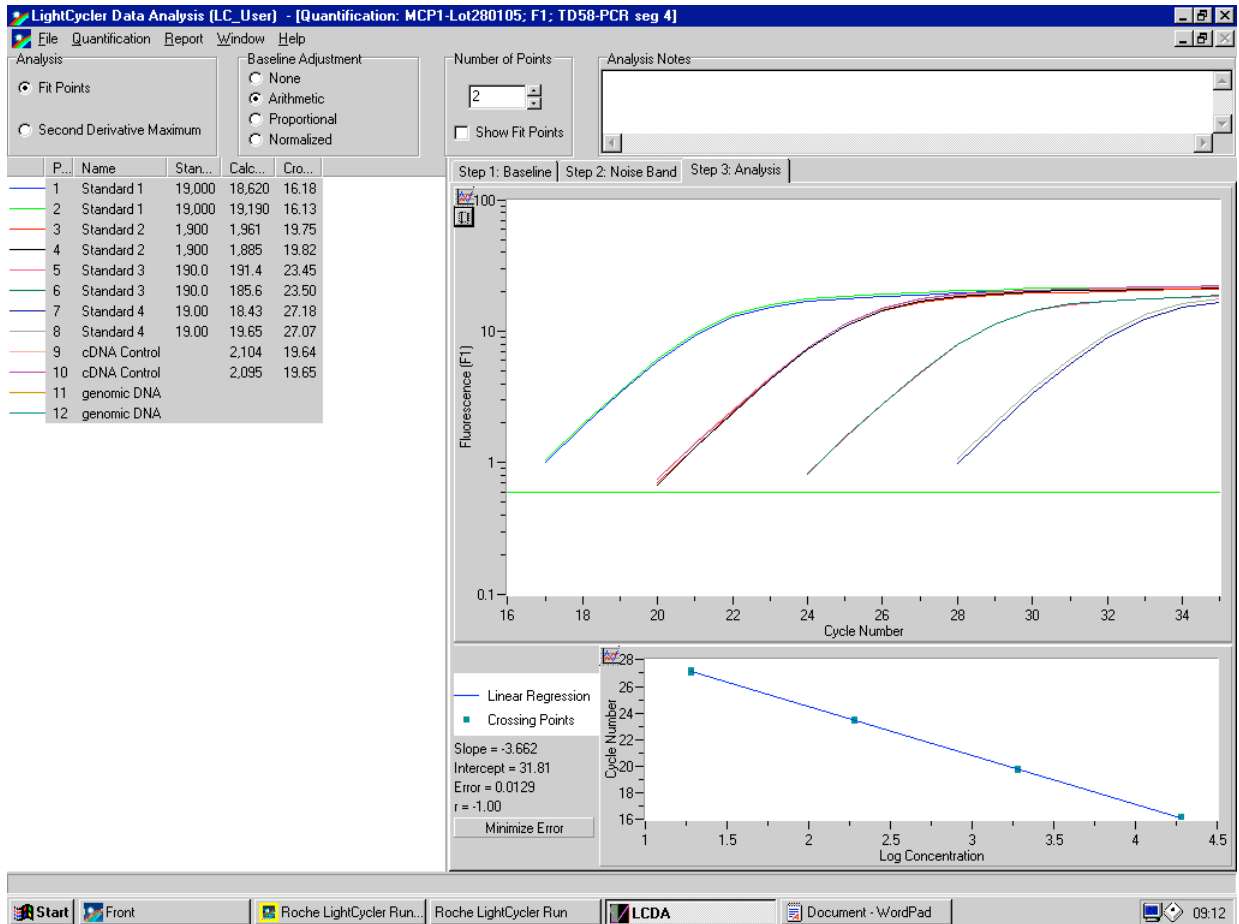 LightCycler Data Analysis (LC_User) - [Quantification: MCP1-Lot280105; F1; TD58-PCR seg 4]
File Quantification Report Window Help
Analysis
Fit Points
Second Derivative Maximum
Baseline Adjustment
None
Arithmetic
Proportional
Normalized
Number of Points
2
Show Fit Points
Analysis Notes
P... Name Stan... Calc... Cro...
1 Standard 1 19,000 18,620 16.18
2 Standard 1 19,000 19,190 16.13
3 Standard 2 1,900 1,961 19.75
4 Standard 2 1,900 1,885 19.82
5 Standard 3 190.0 191.4 23.45
6 Standard 3 190.0 185.6 23.50
7 Standard 4 19.00 18.43 27.18
8 Standard 4 19.00 19.65 27.07
9 cDNA Control 2,104 19.64
10 cDNA Control 2,095 19.65
11 genomic DNA
12 genomic DNA
Step 1: Baseline Step 2: Noise Band Step 3: Analysis
100
10
1
0.1
Fluorescence (F1)
16 18 20 22 24 26 28 30 32 34
Cycle Number
Linear Regression
Crossing Points
Slope = -3.662
Intercept = 31.81
Error = 0.0129
r = -1.00
Minimize Error
28
26
24
22
20
18
16
Cycle Number
1 1.5 2 2.5 3 3.5 4 4.5
Log Concentration
Start Front Roche LightCycler Run... Roche LightCycler Run LCDA Document - WordPad 09:12